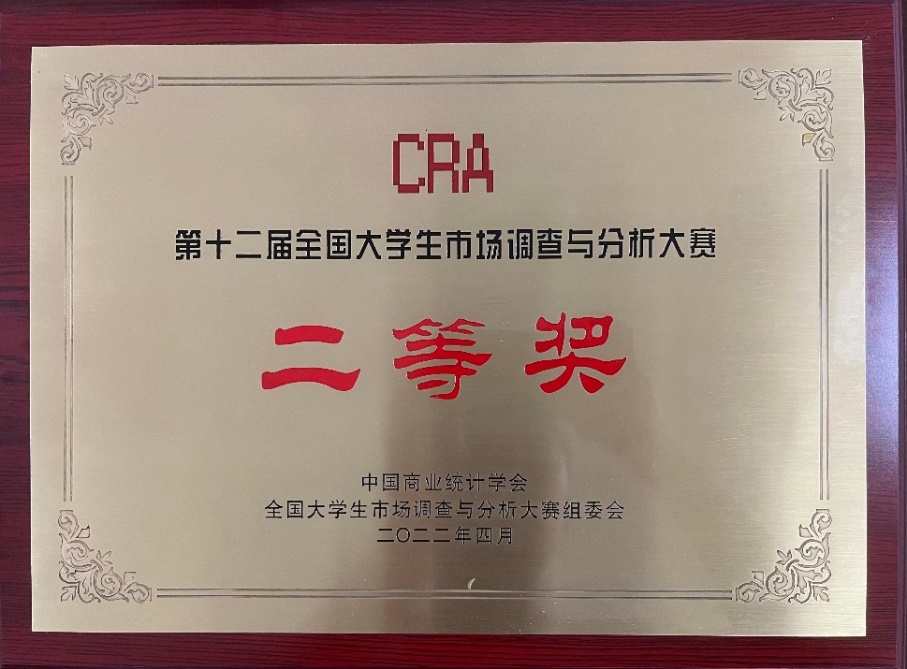 CRA
第十二届全国大学生市场调查与分析大赛
二等奖
中国商业统计学会
全国大学生市场调查与分析大赛组委会
二〇二二年四月